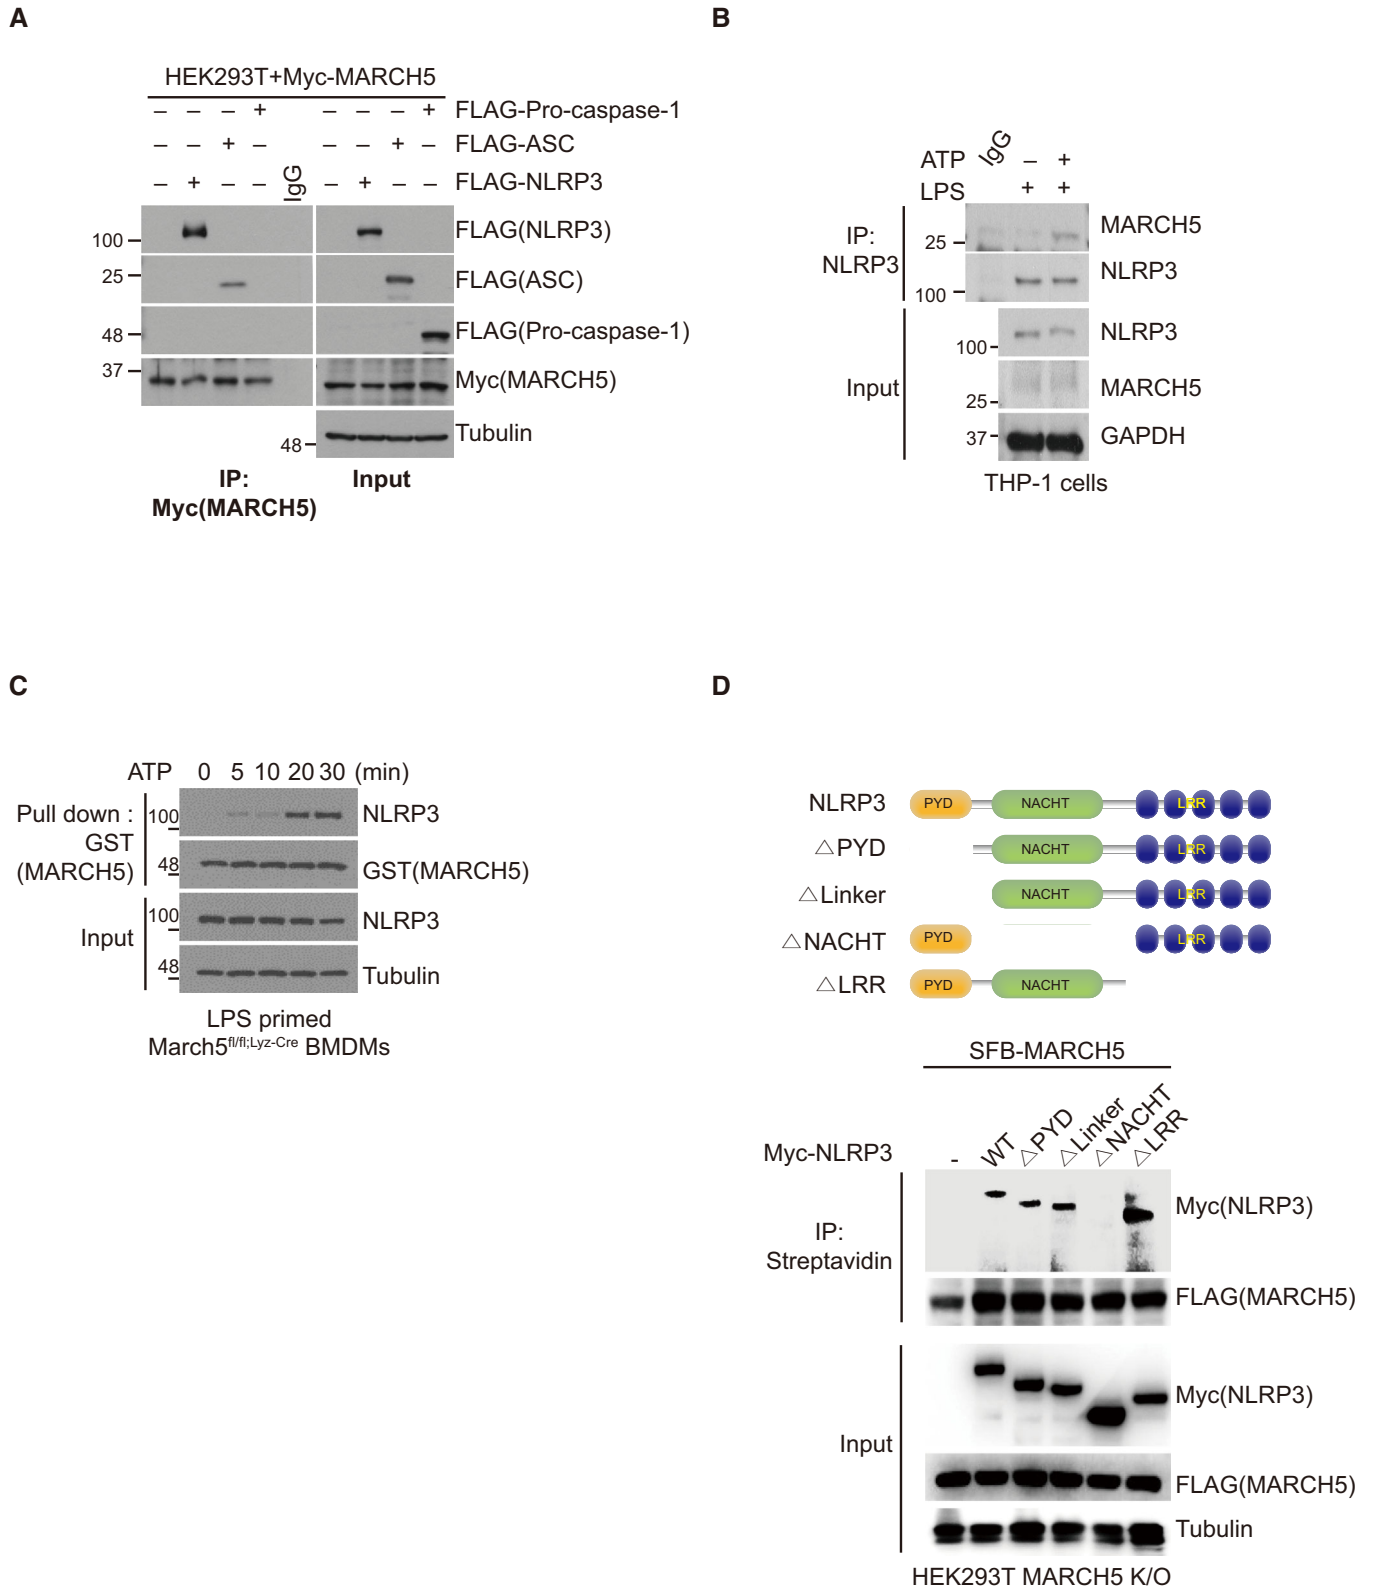 A
HEK293T+Myc-MARCH5
– – – + – – – + FLAG-Pro-caspase-1
– – + – – – + – FLAG-ASC
– + – – IgG – + – – FLAG-NLRP3
100 FLAG(NLRP3)
25 FLAG(ASC)
48 FLAG(Pro-caspase-1)
37 Myc(MARCH5)
48 Tubulin
IP: Input
Myc(MARCH5)
B
ATP IgG – +
LPS + +
IP:
NLRP3
25 MARCH5
100 NLRP3
Input
100 NLRP3
25 MARCH5
37 GAPDH
THP-1 cells
C
ATP 0 5 10 20 30 (min)
Pull down :
GST
(MARCH5)
100 NLRP3
48 GST(MARCH5)
Input
100 NLRP3
48 Tubulin
LPS primed
March5fl/fl;Lyz-Cre BMDMs
D
NLRP3 PYD NACHT LRR
△PYD NACHT LRR
△Linker NACHT LRR
△NACHT PYD LRR
△LRR PYD NACHT
SFB-MARCH5
Myc-NLRP3 - WT △PYD △Linker △NACHT △LRR
IP:
Streptavidin
Myc(NLRP3)
FLAG(MARCH5)
Input
Myc(NLRP3)
FLAG(MARCH5)
Tubulin
HEK293T MARCH5 K/O